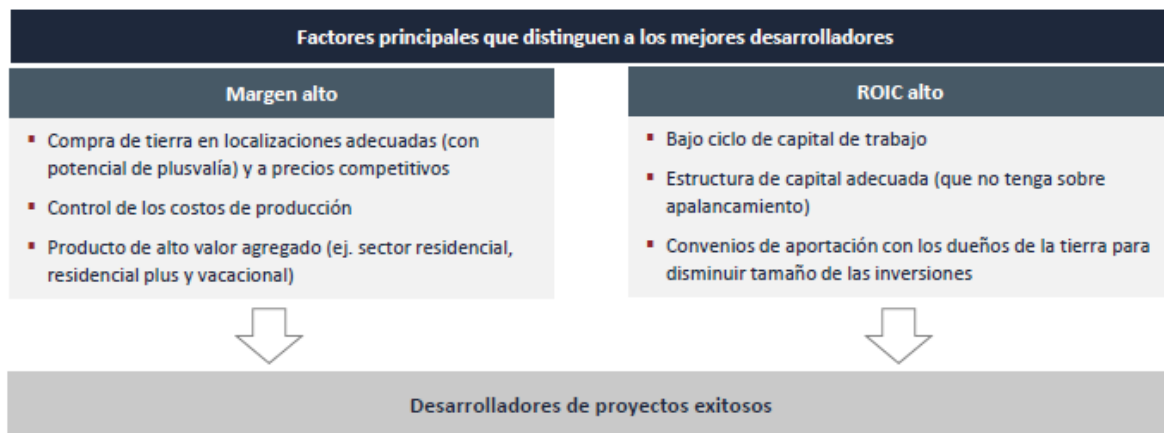 Factores principales que distinguen a los mejores desarrolladores
Margen alto
▪ Compra de tierra en localizaciones adecuadas (con
potencial de plusvalía) y a precios competitivos
▪ Control de los costos de producción
▪ Producto de alto valor agregado (ej. sector residencial,
residencial plus y vacacional)
ROIC alto
▪ Bajo ciclo de capital de trabajo
▪ Estructura de capital adecuada (que no tenga sobre
apalancamiento)
▪ Convenios de aportación con los dueños de la tierra para
disminuir tamaño de las inversiones
Desarrolladores de proyectos exitosos